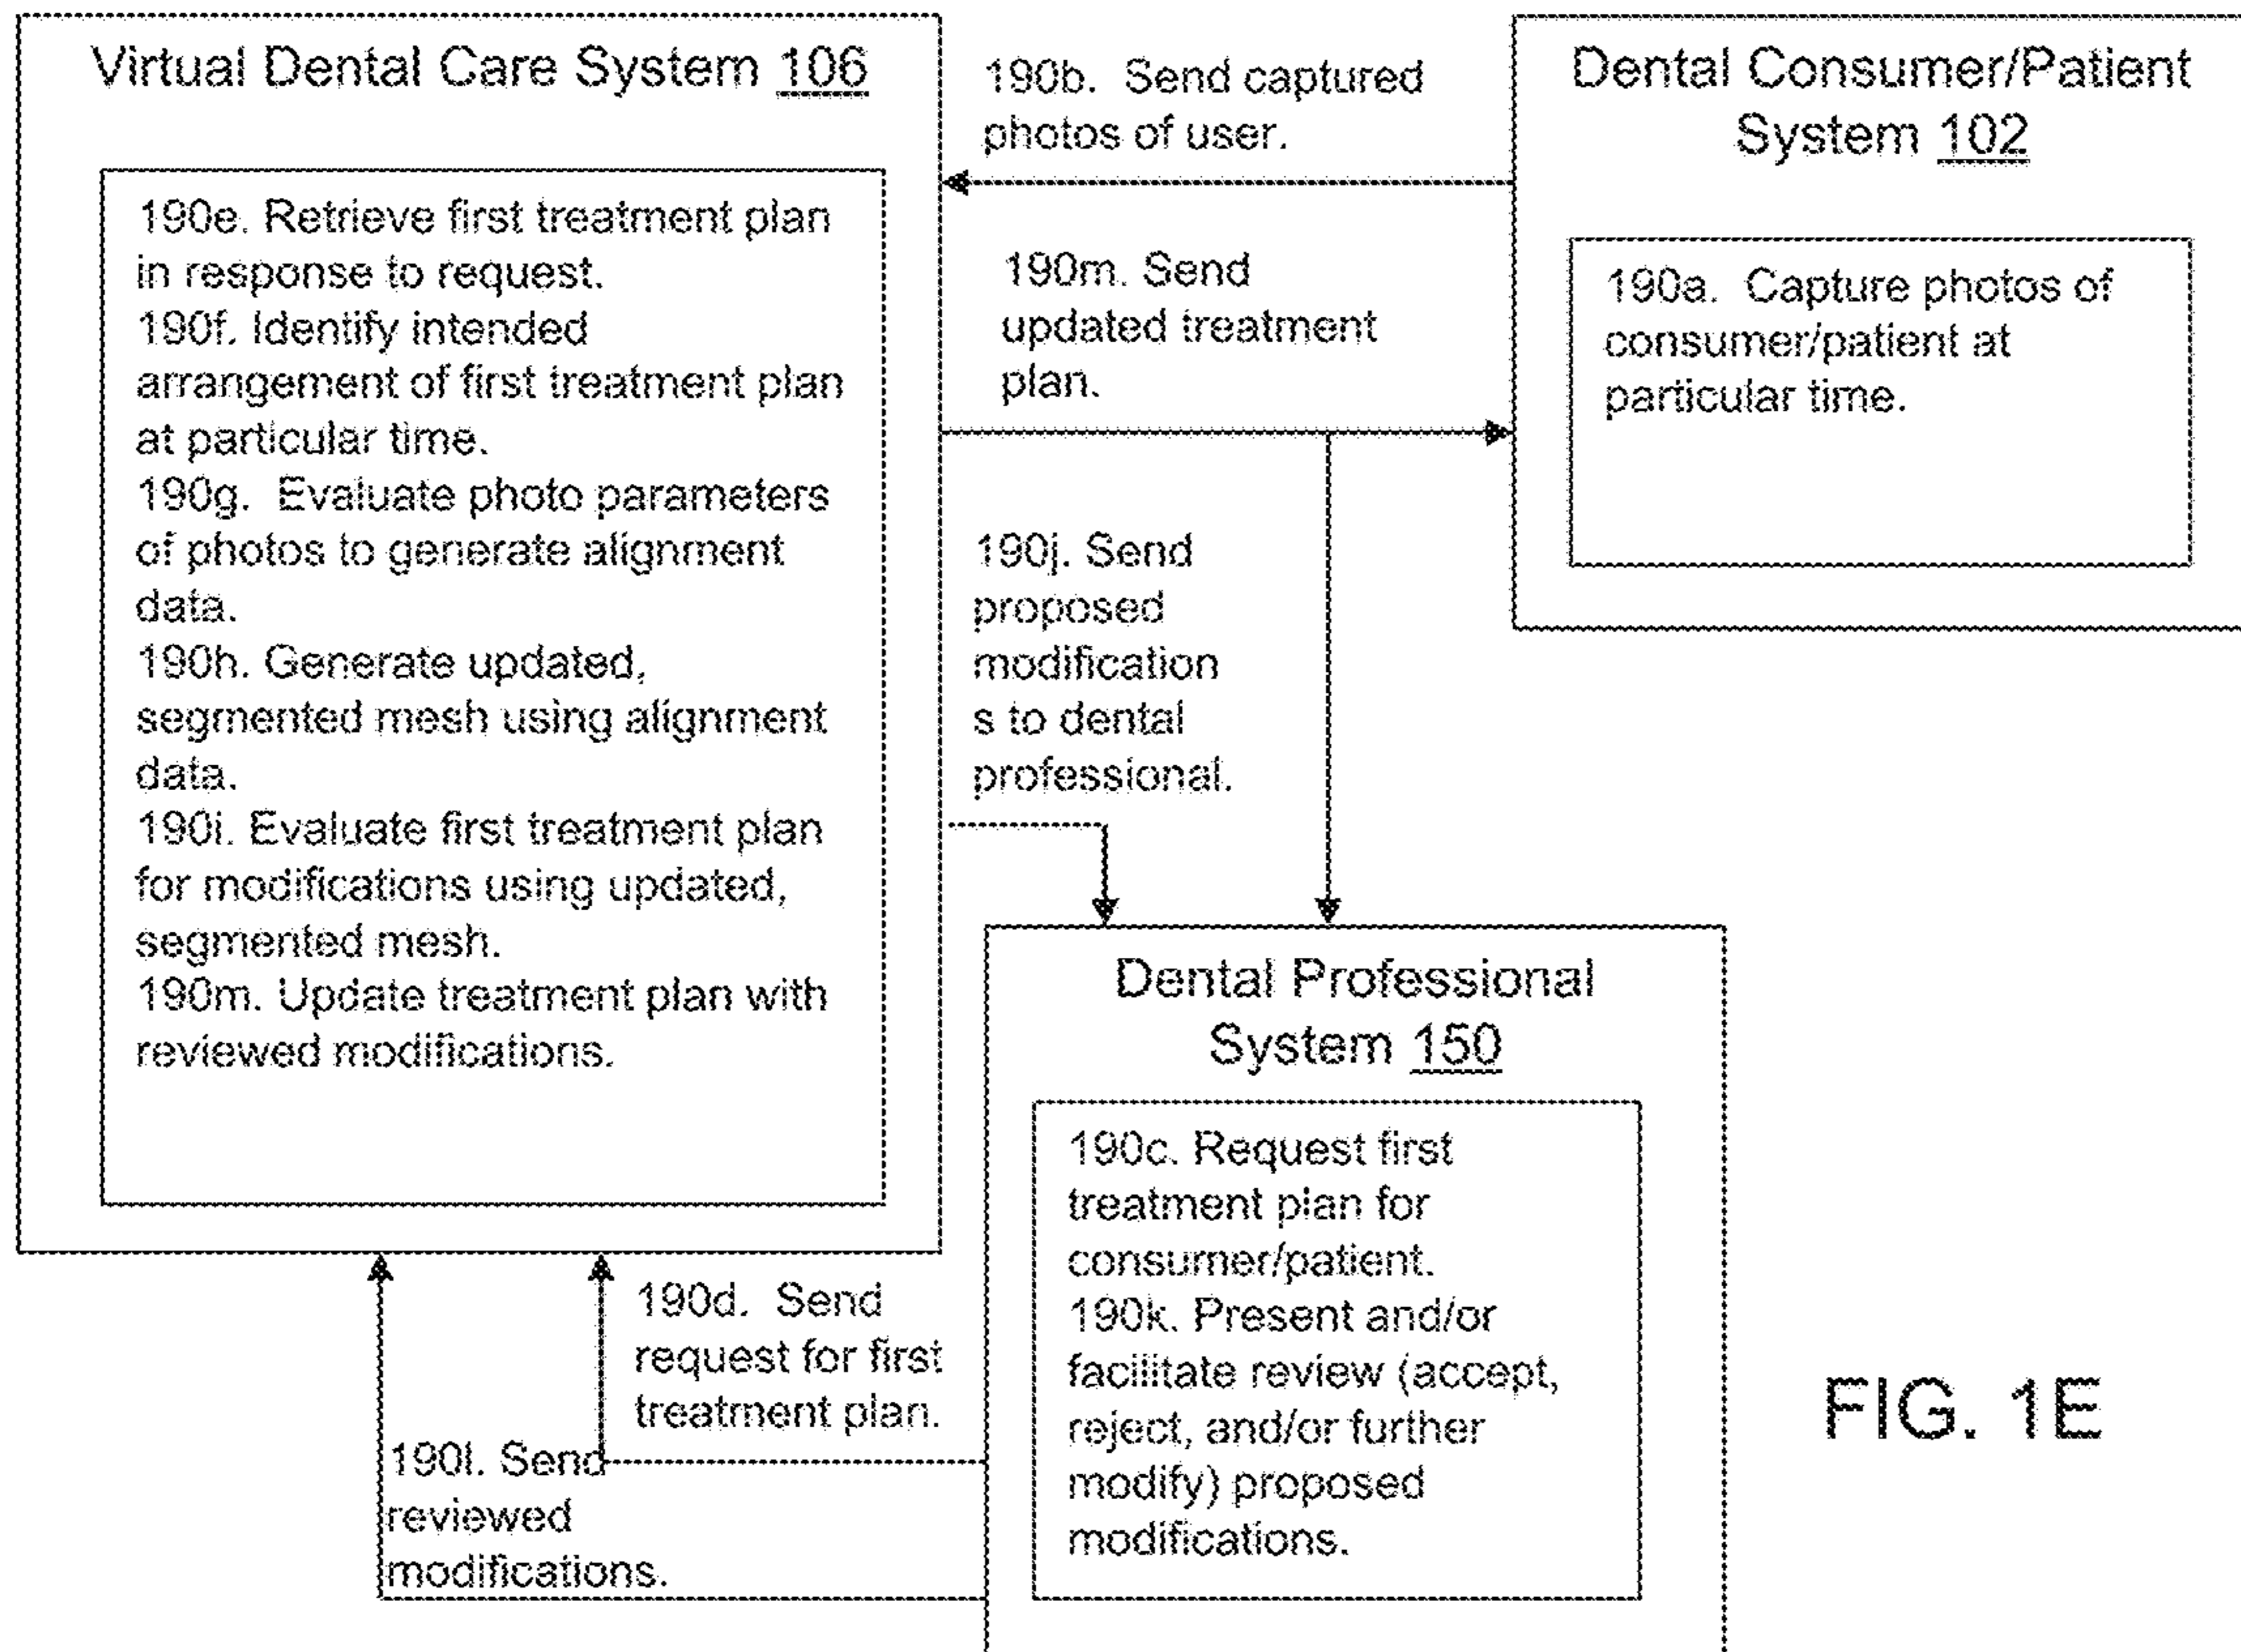 Virtual Dental Care System 106
190e. Retrieve first treatment plan
in response to request.
190f. Identify intended
arrangement of first treatment plan
at particular time.
190g. Evaluate photo parameters
of photos to generate alignment
data.
190h. Generate updated,
segmented mesh using alignment
data.
190i. Evaluate first treatment plan
for modifications using updated,
segmented mesh.
190m. Update treatment plan with
reviewed modifications.
190b. Send captured
photos of user.
190m. Send
updated treatment
plan.
190j. Send
proposed
modification
s to dental
professional.
Dental Consumer/Patient
System 102
190a. Capture photos of
consumer/patient at
particular time.
Dental Professional
System 150
190c. Request first
treatment plan for
consumer/patient.
190k. Present and/or
facilitate review (accept,
reject, and/or further
modify) proposed
modifications.
190d. Send
request for first
treatment plan.
190l. Send
reviewed
modifications.
FIG. 1E